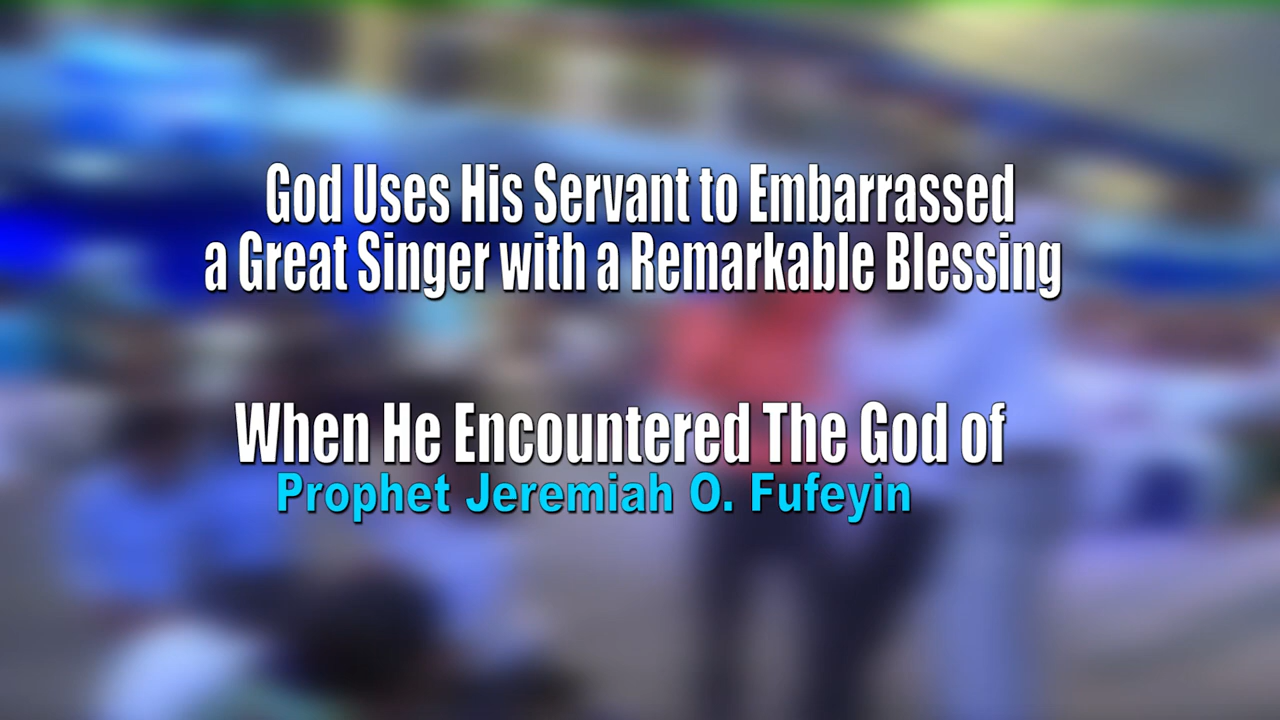 God Uses His Servant to Embarrassed
a Great Singer with a Remarkable Blessing
When He Encountered The God of
Prophet Jeremiah O. Fufeyin